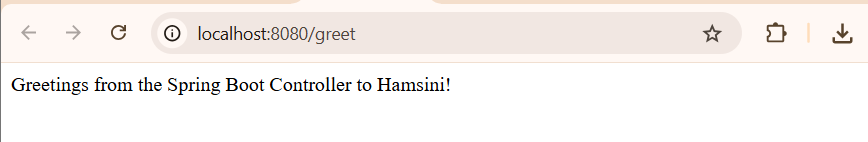 localhost:8080/greet
Greetings from the Spring Boot Controller to Hamsini!